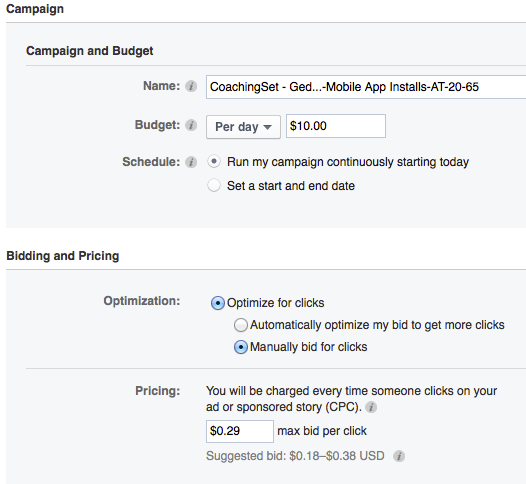 Campaign
Campaign and Budget
Name: CoachingSet - Ged...-Mobile App Installs-AT-20-65
Budget: Per day $10.00
Schedule: Run my campaign continuously starting today
Set a start and end date
Bidding and Pricing
Optimization: Optimize for clicks
Automatically optimize my bid to get more clicks
Manually bid for clicks
Pricing: You will be charged every time someone clicks on your
ad or sponsored story (CPC).
$0.29 max bid per click
Suggested bid: $0.18–$0.38 USD